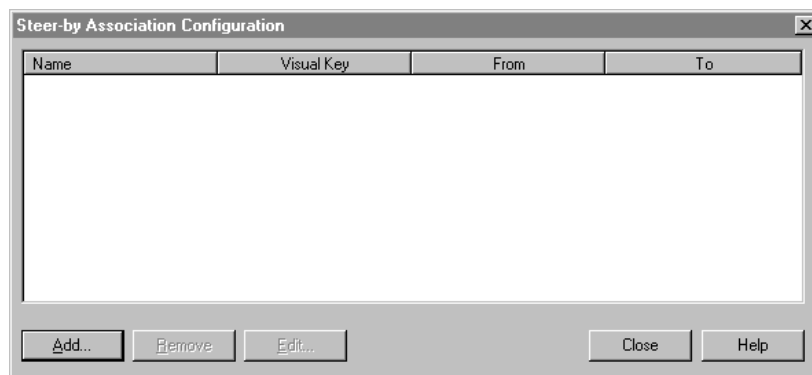 Steer-by Association Configuration
Name Visual Key From To
Add... Remove Edit... Close Help